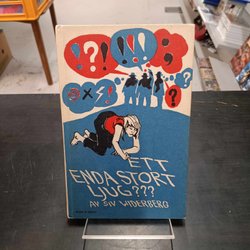 !?!
!!!
?
!
ETT
ENDA STORT
LJUG???
AV SIV WIDERBERG